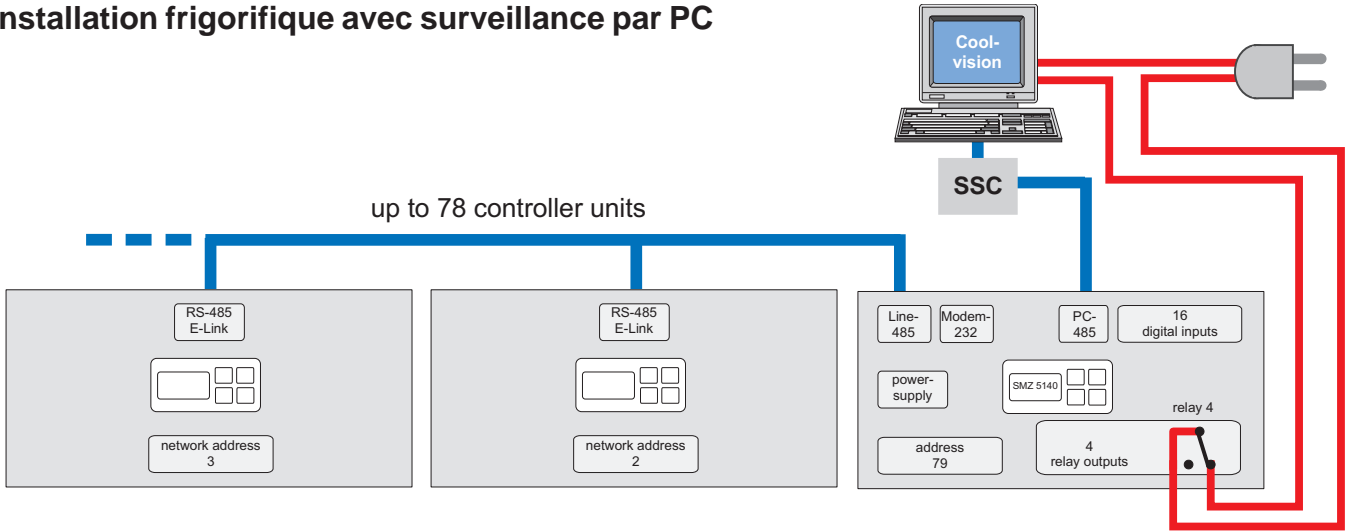 nstallation frigorifique avec surveillance par PC
Cool-
vision
SSC
up to 78 controller units
RS-485
E-Link
network address
3
RS-485
E-Link
network address
2
Line-
485
Modem-
232
PC-
485
16
digital inputs
power-
supply
SMZ 5140
relay 4
address
79
4
relay outputs